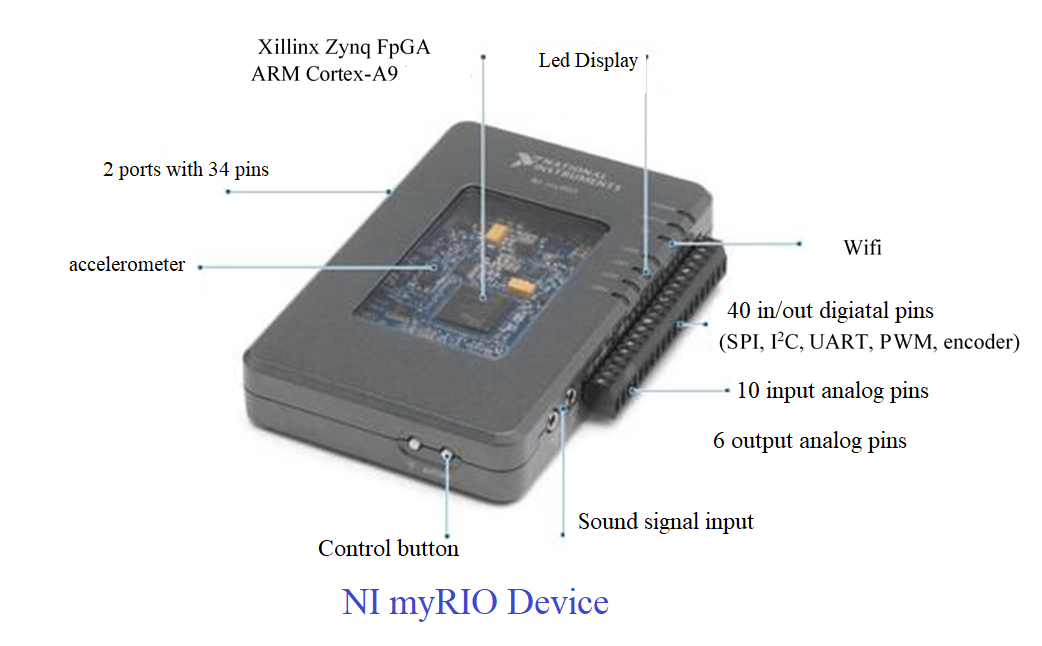 Xillinx Zynq FpGA
ARM Cortex-A9
Led Display
NATIONAL
INSTRUMENTS
NI myRIO
2 ports with 34 pins
Wifi
accelerometer
40 in/out digiatal pins
(SPI, I²C, UART, PWM, encoder)
10 input analog pins
6 output analog pins
Sound signal input
Control button
NI myRIO Device